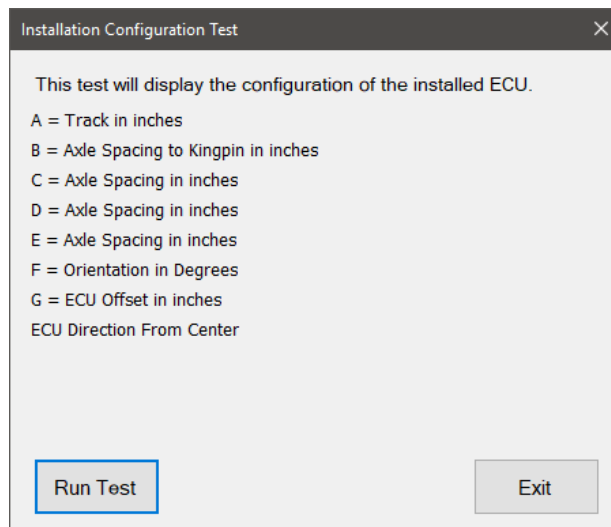 Installation Configuration Test
This test will display the configuration of the installed ECU.
A = Track in inches
B = Axle Spacing to Kingpin in inches
C = Axle Spacing in inches
D = Axle Spacing in inches
E = Axle Spacing in inches
F = Orientation in Degrees
G = ECU Offset in inches
ECU Direction From Center
Run Test
Exit